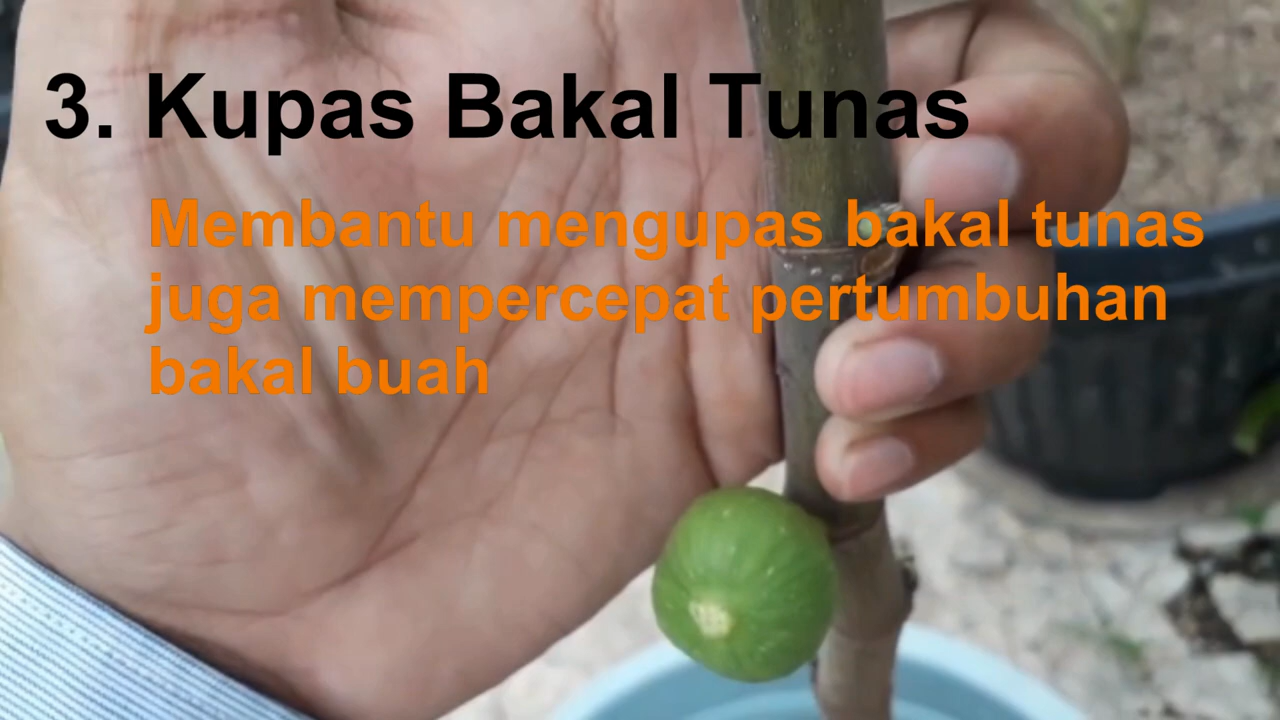 3. Kupas Bakal Tunas
Membantu mengupas bakal tunas
juga mempercepat pertumbuhan
bakal buah